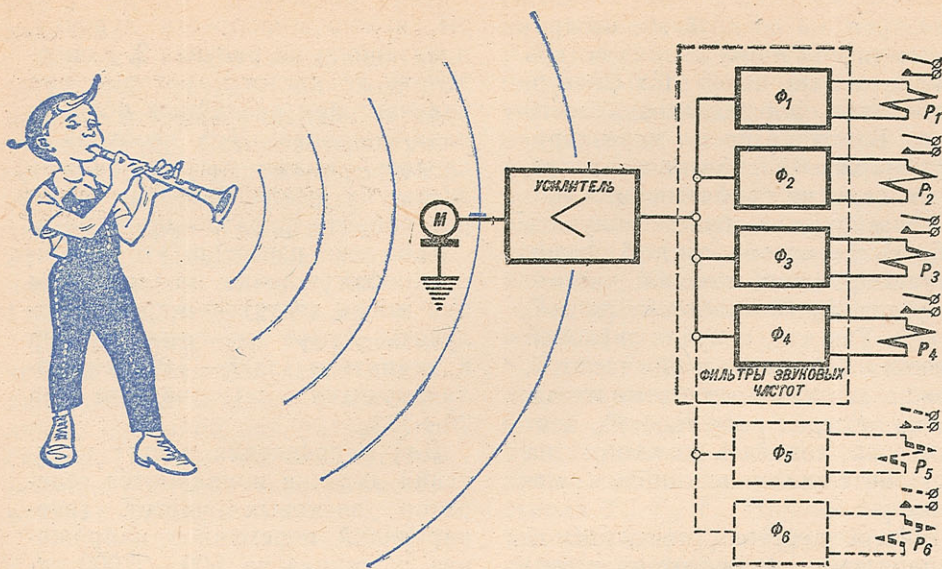 Ф1
P1
Ф2
P2
УСИЛИТЕЛЬ
М
Ф3
P3
Ф4
P4
ФИЛЬТРЫ ЗВУКОВЫХ
ЧАСТОТ
Ф5
P5
Ф6
P6